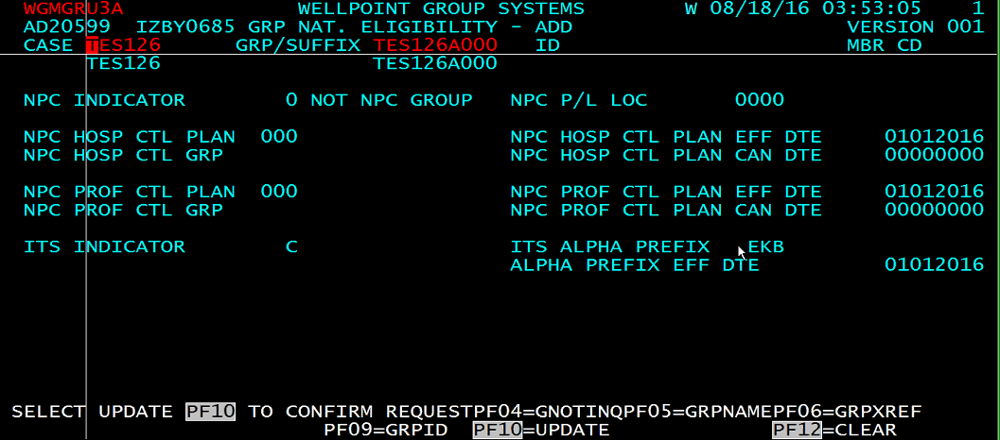 WGMGRU3A WELLPOINT GROUP SYSTEMS W 08/18/16 03:53:05 1
AD20599 IZBY0685 GRP NAT. ELIGIBILITY - ADD VERSION 001
CASE TES126 GRP/SUFFIX TES126A000 ID MBR CD
TES126 TES126A000
NPC INDICATOR 0 NOT NPC GROUP NPC P/L LOC 0000
NPC HOSP CTL PLAN 000 NPC HOSP CTL PLAN EFF DTE 01012016
NPC HOSP CTL GRP NPC HOSP CTL PLAN CAN DTE 00000000
NPC PROF CTL PLAN 000 NPC PROF CTL PLAN EFF DTE 01012016
NPC PROF CTL GRP NPC PROF CTL PLAN CAN DTE 00000000
ITS INDICATOR C ITS ALPHA PREFIX EKB
ALPHA PREFIX EFF DTE 01012016
SELECT UPDATE PF10 TO CONFIRM REQUESTPF04=GNOTINQPF05=GRPNAMEPF06=GRPXREF
PF09=GRPID PF10=UPDATE PF12=CLEAR